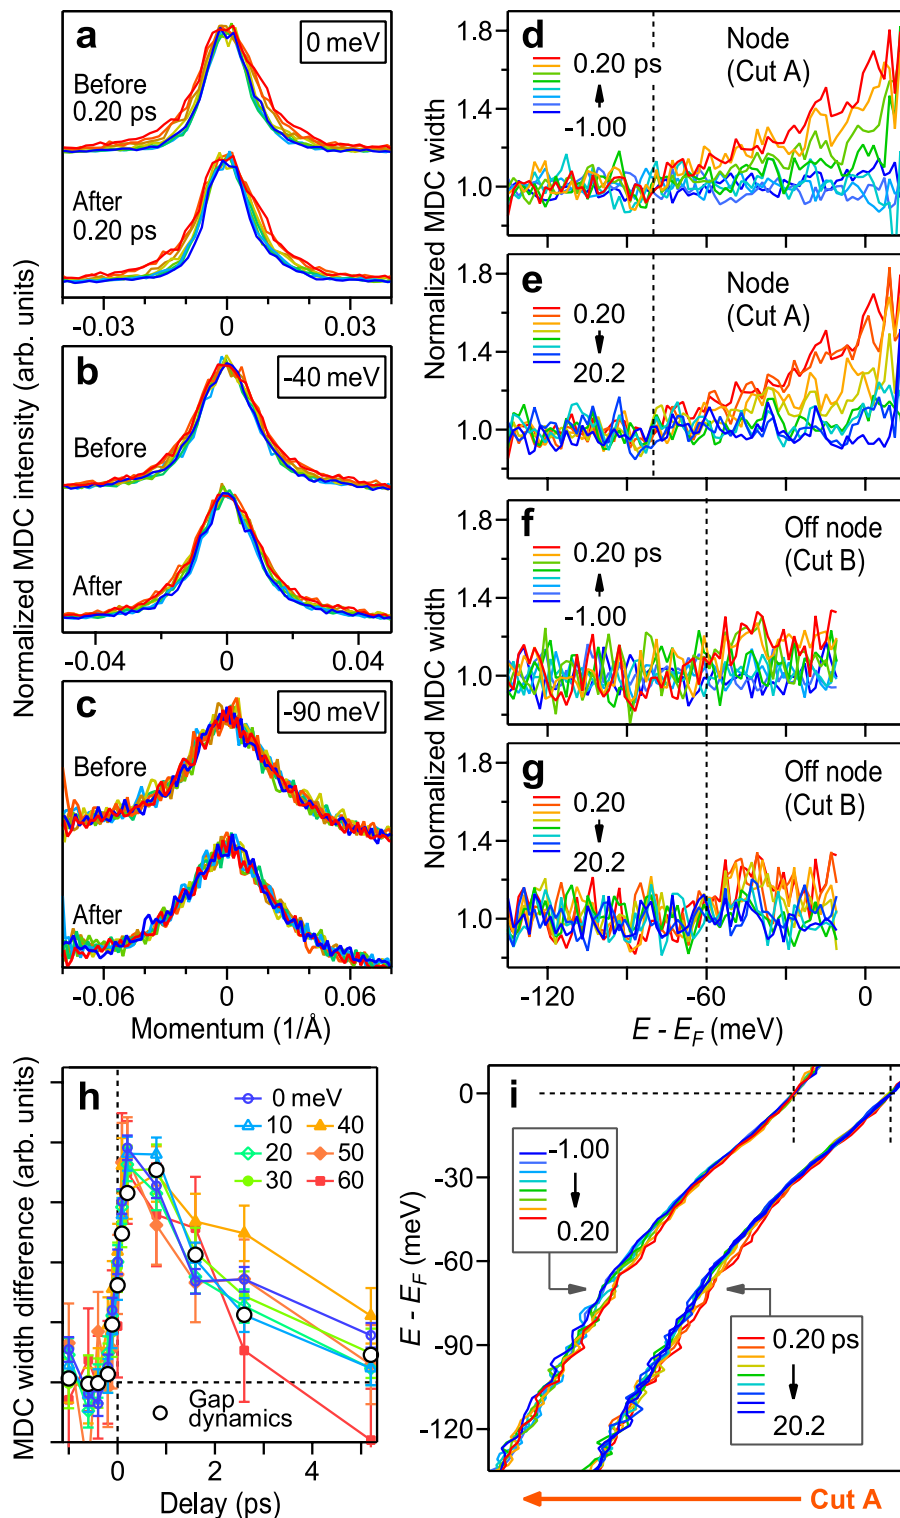 Normalized MDC intensity (arb. units)
a
0 meV
Before
0.20 ps
After
0.20 ps
-0.03 0 0.03
b
-40 meV
Before
After
-0.04 0 0.04
c
-90 meV
Before
After
-0.06 0 0.06
Momentum (1/Å)
Normalized MDC width
1.8
1.4
1.0
d
0.20 ps
-1.00
Node
(Cut A)
1.8
1.4
1.0
e
0.20
20.2
Node
(Cut A)
Normalized MDC width
1.8
1.4
1.0
f
0.20 ps
-1.00
Off node
(Cut B)
1.8
1.4
1.0
g
0.20
20.2
Off node
(Cut B)
-120 -60 0
E - EF (meV)
MDC width difference (arb. units)
h
0 meV
10 40
20 50
30 60
Gap
dynamics
0 2 4
Delay (ps)
E - EF (meV)
0
-30
-60
-90
-120
i
-1.00
0.20
0.20 ps
20.2
Cut A